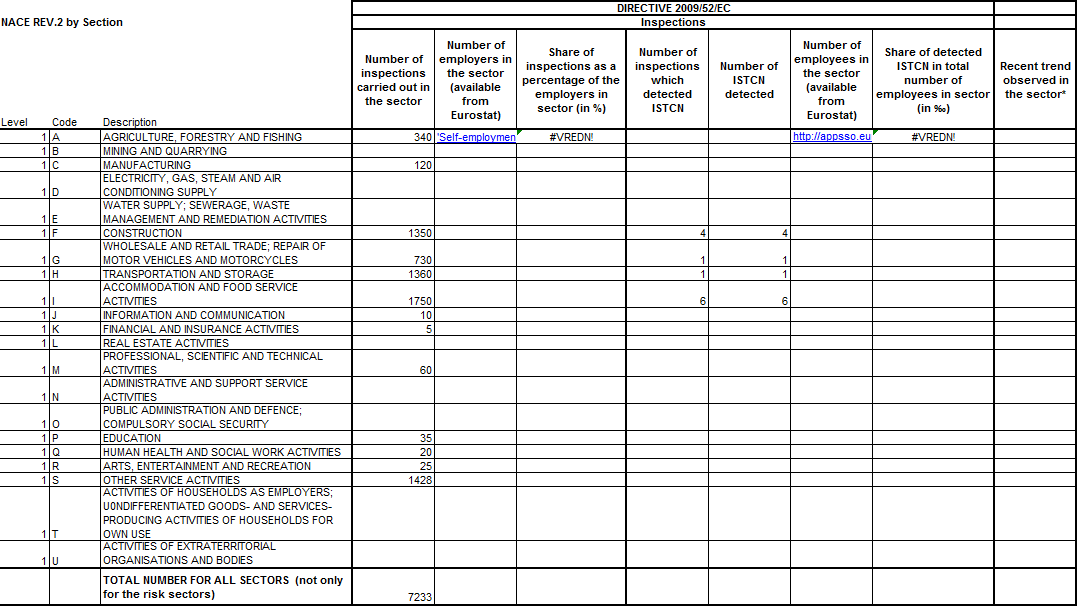 DIRECTIVE 2009/52/EC
NACE REV.2 by Section
Inspections
Level
Code
Description
Number of
inspections
carried out in
the sector
Number of
employers in
the sector
(available
from
Eurostat)
Share of
inspections as a
percentage of the
employers in
sector (in %)
Number of
inspections
which
detected
ISTCN
Number of
ISTCN
detected
Number of
employees in
the sector
(available
from
Eurostat)
Share of detected
ISTCN in total
number of
employees in sector
(in ‰)
Recent trend
observed in
the sector*
1 A AGRICULTURE, FORESTRY AND FISHING 340 'Self-employmen #VREDN! http://appsso.eu #VREDN!
1 B MINING AND QUARRYING
1 C MANUFACTURING 120
ELECTRICITY, GAS, STEAM AND AIR
1 D CONDITIONING SUPPLY
WATER SUPPLY; SEWERAGE, WASTE
1 E MANAGEMENT AND REMEDIATION ACTIVITIES
1 F CONSTRUCTION 1350 4 4
WHOLESALE AND RETAIL TRADE; REPAIR OF
1 G MOTOR VEHICLES AND MOTORCYCLES 730 1 1
1 H TRANSPORTATION AND STORAGE 1360 1 1
ACCOMMODATION AND FOOD SERVICE
1 I ACTIVITIES 1750 6 6
1 J INFORMATION AND COMMUNICATION 10
1 K FINANCIAL AND INSURANCE ACTIVITIES 5
1 L REAL ESTATE ACTIVITIES
PROFESSIONAL, SCIENTIFIC AND TECHNICAL
1 M ACTIVITIES 60
ADMINISTRATIVE AND SUPPORT SERVICE
1 N ACTIVITIES
PUBLIC ADMINISTRATION AND DEFENCE;
1 O COMPULSORY SOCIAL SECURITY
1 P EDUCATION 35
1 Q HUMAN HEALTH AND SOCIAL WORK ACTIVITIES 20
1 R ARTS, ENTERTAINMENT AND RECREATION 25
1 S OTHER SERVICE ACTIVITIES 1428
ACTIVITIES OF HOUSEHOLDS AS EMPLOYERS;
U0NDIFFERENTIATED GOODS- AND SERVICES-
PRODUCING ACTIVITIES OF HOUSEHOLDS FOR
1 T OWN USE
ACTIVITIES OF EXTRATERRITORIAL
1 U ORGANISATIONS AND BODIES
TOTAL NUMBER FOR ALL SECTORS (not only
for the risk sectors) 7233